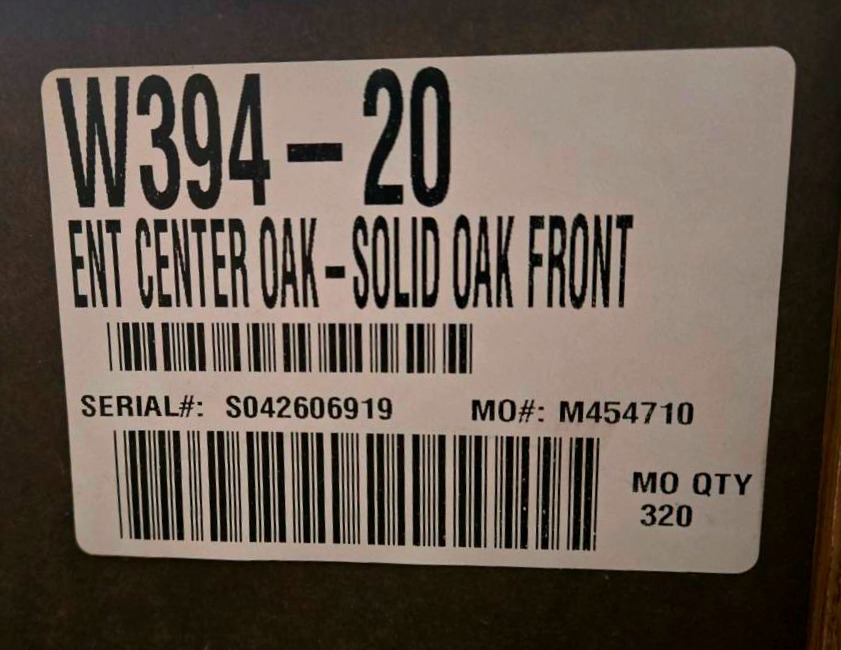 W394-20
ENT CENTER OAK-SOLID OAK FRONT
SERIAL#: S042606919 MO#: M454710
MO QTY
320